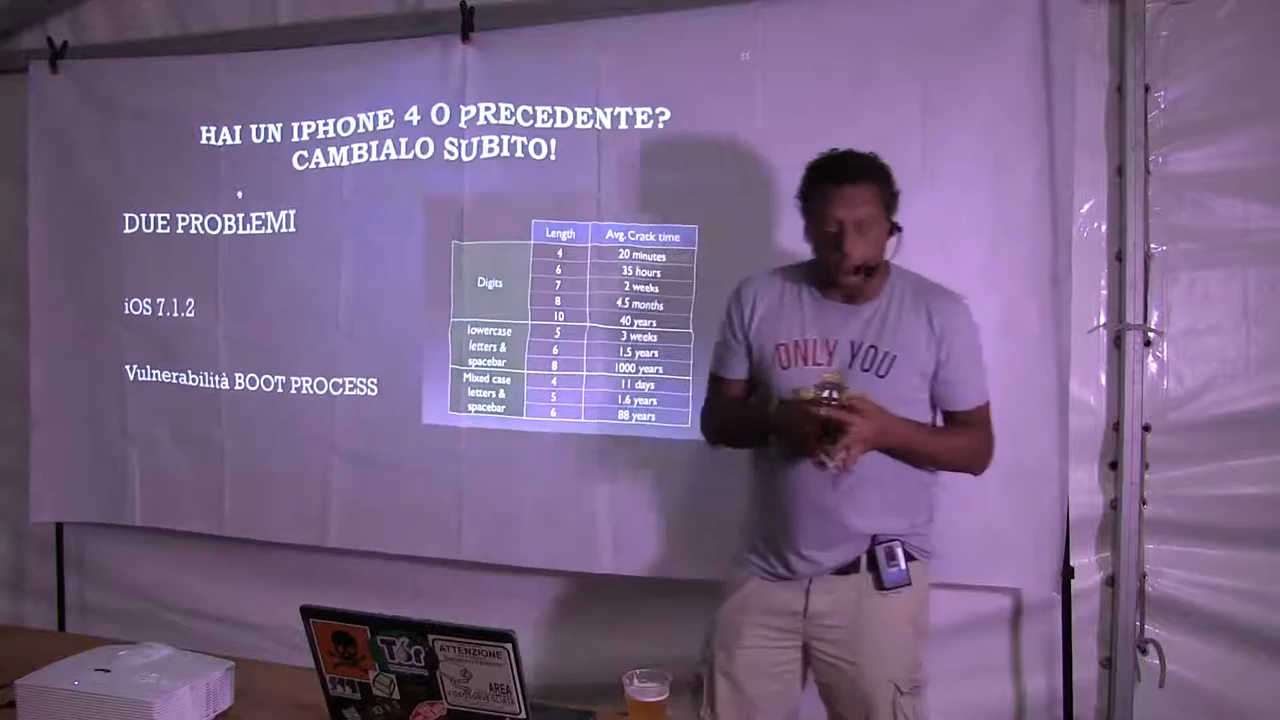 HAI UN IPHONE 4 O PRECEDENTE?
CAMBIALO SUBITO!
DUE PROBLEMI
iOS 7.1.2
Vulnerabilità BOOT PROCESS
Length Avg. Crack time
Digits
4 20 minutes
6 35 hours
7 2 weeks
8 4.5 months
10 40 years
lowercase letters & spacebar
5 3 weeks
6 1.5 years
8 1000 years
Mixed case letters & spacebar
4 11 days
5 1.6 years
6 88 years
ONLY YOU
Tor
ATTENZIONE
AREA
VIDEOSORVEGLIATA